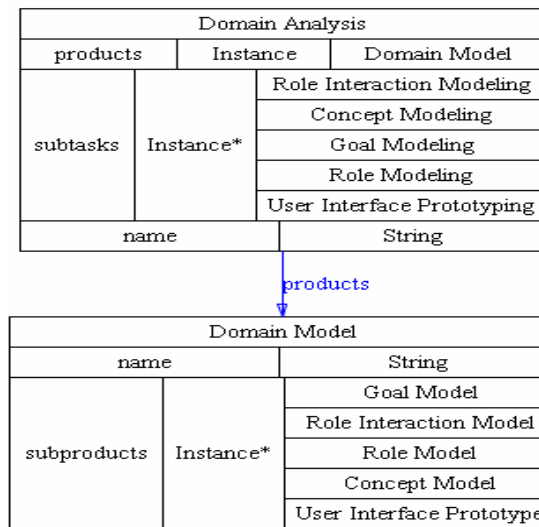 Domain Analysis
products Instance Domain Model
subtasks Instance*
Role Interaction Modeling
Concept Modeling
Goal Modeling
Role Modeling
User Interface Prototyping
name String
products
Domain Model
name String
subproducts Instance*
Goal Model
Role Interaction Model
Role Model
Concept Model
User Interface Prototype